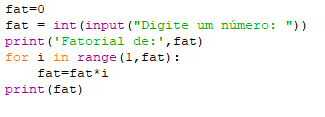 fat=0
fat = int(input("Digite um número: "))
print('Fatorial de:',fat)
for i in range(1,fat):
    fat=fat*i
print(fat)